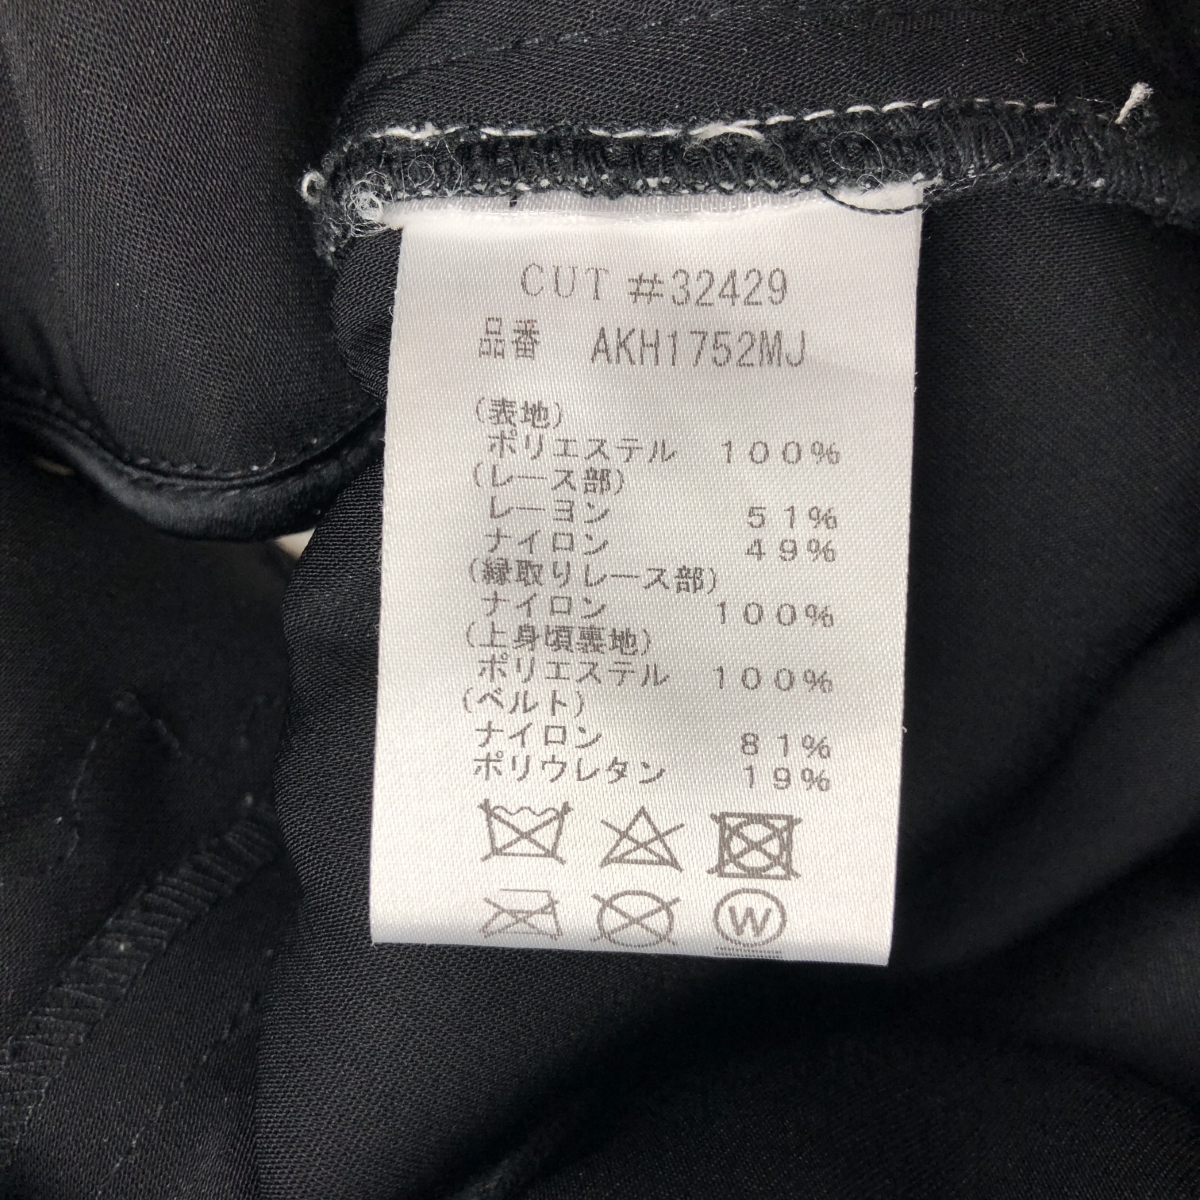 CUT #32429
品番 AKH1752MJ
(表地)
ポリエステル 100%
(レース部)
レーヨン 51%
ナイロン 49%
(縁取りレース部)
ナイロン 100%
(上身頃裏地)
ポリエステル 100%
(ベルト)
ナイロン 81%
ポリウレタン 19%
W